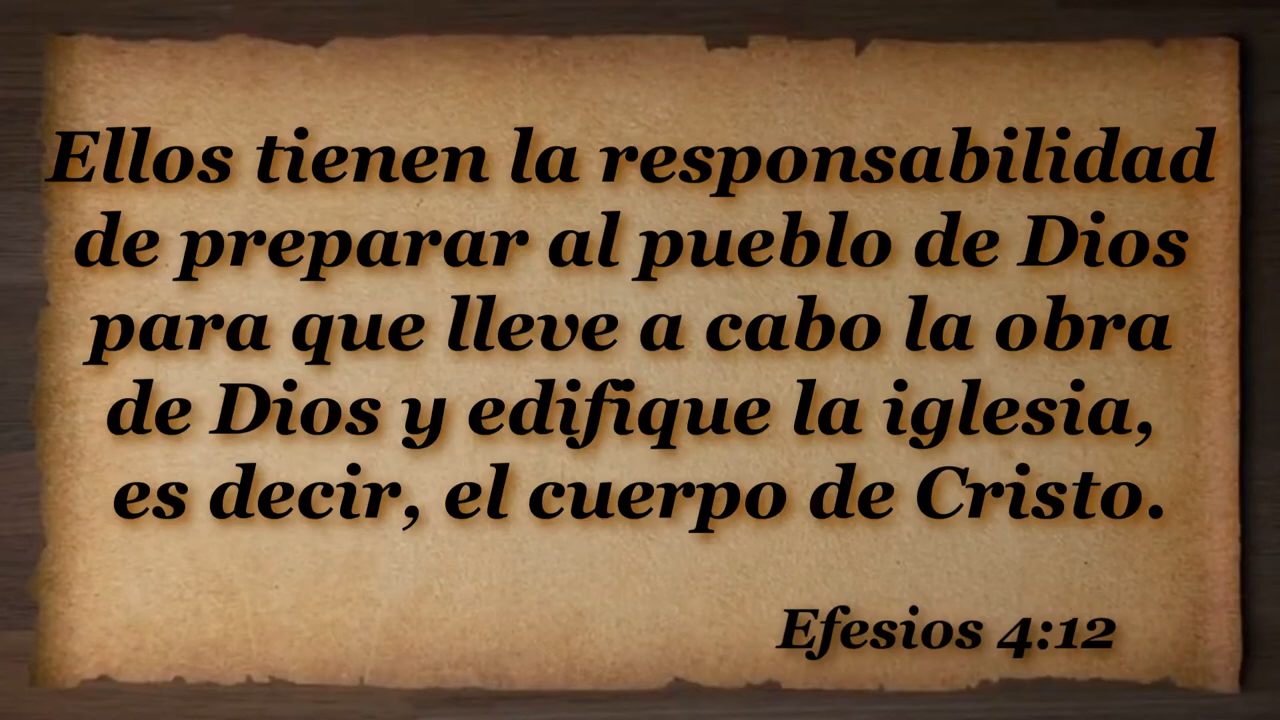 Ellos tienen la responsabilidad
de preparar al pueblo de Dios
para que lleve a cabo la obra
de Dios y edifique la iglesia,
es decir, el cuerpo de Cristo.
Efesios 4:12